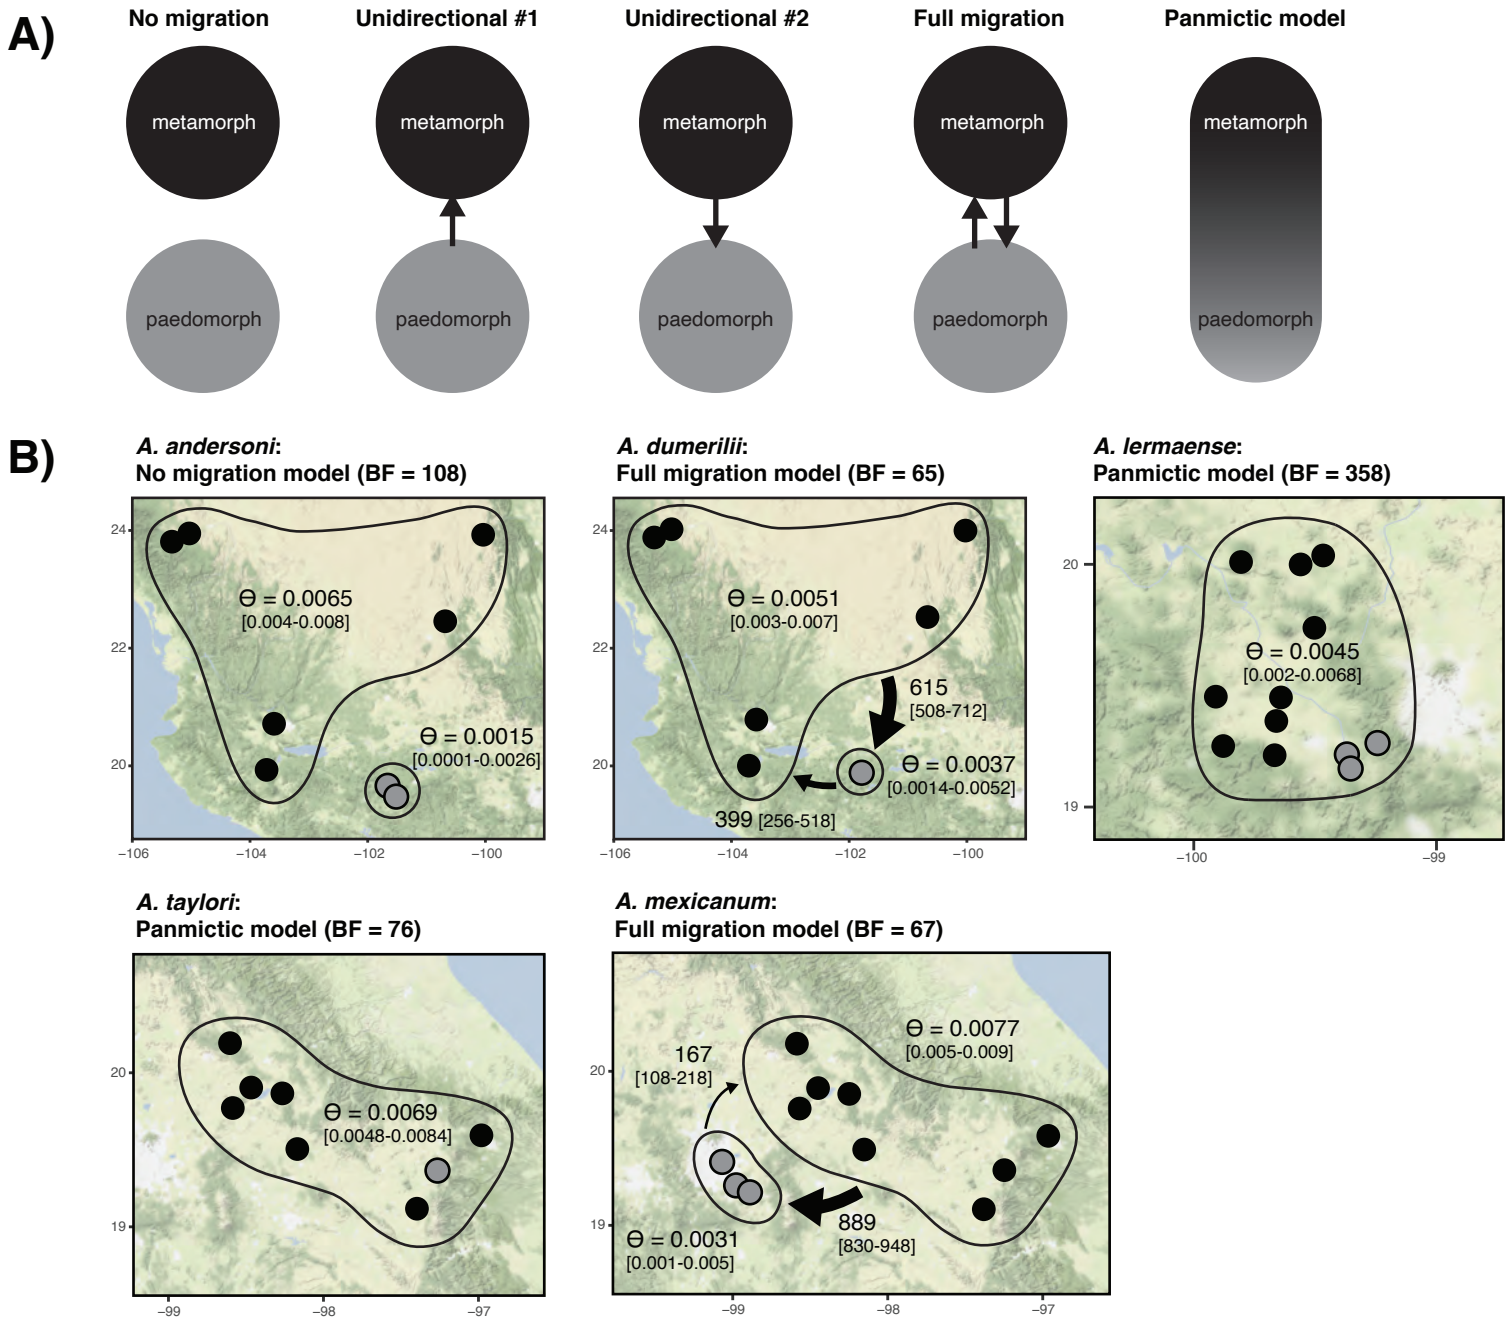 A)
No migration
Unidirectional #1
Unidirectional #2
Full migration
Panmictic model
metamorph
metamorph
metamorph
metamorph
metamorph
paedomorph
paedomorph
paedomorph
paedomorph
paedomorph
B)
A. andersoni:
No migration model (BF = 108)
24
22
20
−106
−104
−102
−100
Ɵ = 0.0065
[0.004-0.008]
Ɵ = 0.0015
[0.0001-0.0026]
A. dumerilii:
Full migration model (BF = 65)
24
22
20
−106
−104
−102
−100
Ɵ = 0.0051
[0.003-0.007]
615
[508-712]
Ɵ = 0.0037
[0.0014-0.0052]
399 [256-518]
A. lermaense:
Panmictic model (BF = 358)
20
19
−100
−99
Ɵ = 0.0045
[0.002-0.0068]
A. taylori:
Panmictic model (BF = 76)
20
19
−99
−98
−97
Ɵ = 0.0069
[0.0048-0.0084]
A. mexicanum:
Full migration model (BF = 67)
20
19
−99
−98
−97
Ɵ = 0.0077
[0.005-0.009]
167
[108-218]
889
[830-948]
Ɵ = 0.0031
[0.001-0.005]